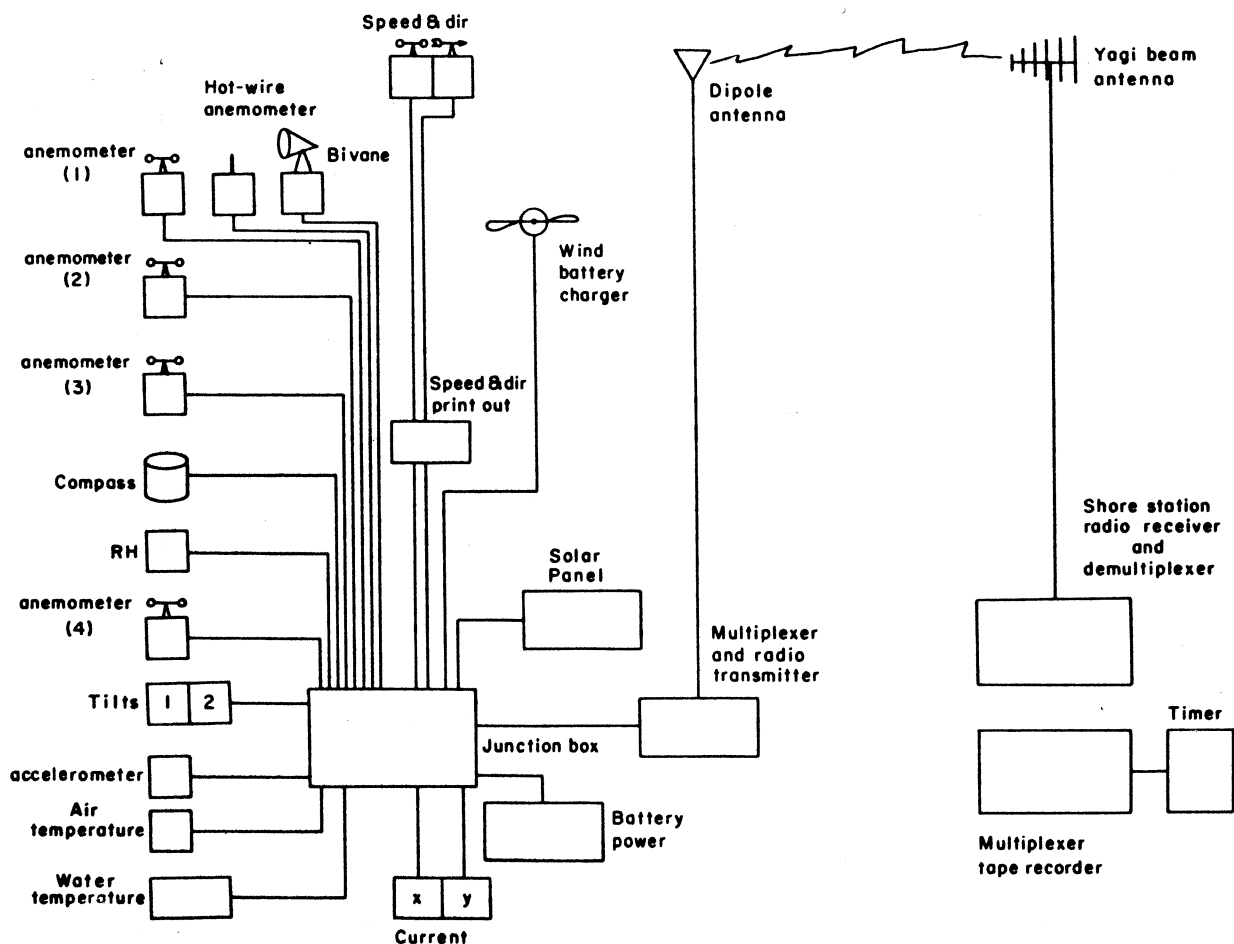 Speed & dir
Hot-wire
anemometer
Bivane
anemometer
(1)
Dipole
antenna
Yagi beam
antenna
anemometer
(2)
Wind
battery
charger
anemometer
(3)
Speed & dir
print out
Compass
RH
Solar
Panel
Shore station
radio receiver
and
demultiplexer
anemometer
(4)
Multiplexer
and radio
transmitter
Tilts
1
2
Junction box
Timer
accelerometer
Air
temperature
Battery
power
Multiplexer
tape recorder
Water
temperature
x
y
Current